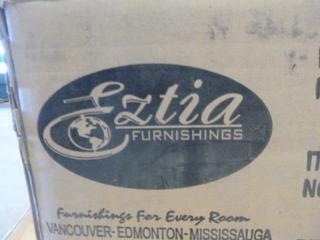 Eztia
FURNISHINGS
Furnishings For Every Room
VANCOUVER-EDMONTON-MISSISSAUGA